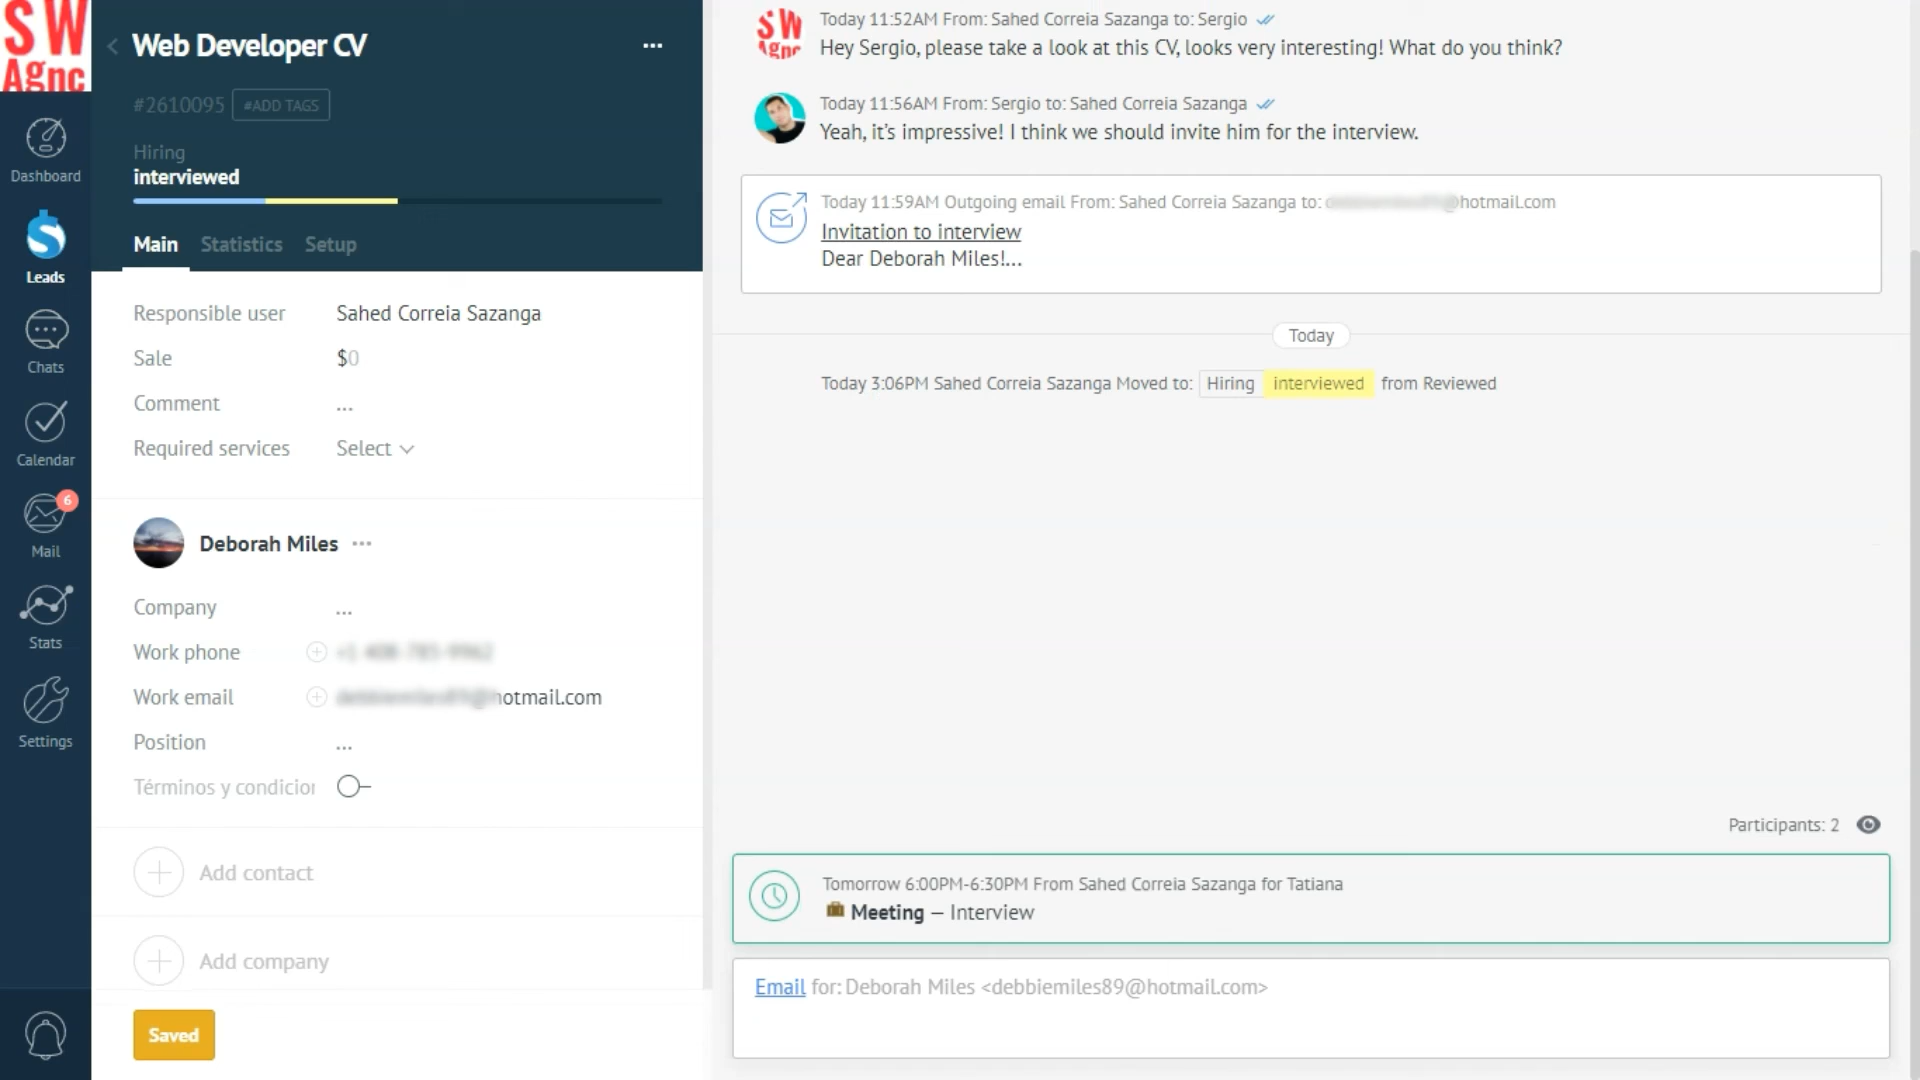 SW
Agnc
Web Developer CV
#2610095 #ADD TAGS
Hiring
interviewed
Main Statistics Setup
Dashboard
Leads
Chats
Calendar
6
Mail
Stats
Settings
Responsible user Sahed Correia Sazanga
Sale $0
Comment ...
Required services Select
Deborah Miles ...
Company ...
Work phone
Work email hotmail.com
Position ...
Términos y condicior
Add contact
Add company
Saved
SW
Agnc
Today 11:52AM From: Sahed Correia Sazanga to: Sergio
Hey Sergio, please take a look at this CV, looks very interesting! What do you think?
Today 11:56AM From: Sergio to: Sahed Correia Sazanga
Yeah, it's impressive! I think we should invite him for the interview.
Today 11:59AM Outgoing email From: Sahed Correia Sazanga to: @hotmail.com
Invitation to interview
Dear Deborah Miles!...
Today
Today 3:06PM Sahed Correia Sazanga Moved to: Hiring interviewed from Reviewed
Participants: 2
Tomorrow 6:00PM-6:30PM From Sahed Correia Sazanga for Tatiana
Meeting – Interview
Email for: Deborah Miles <debbiemiles89@hotmail.com>